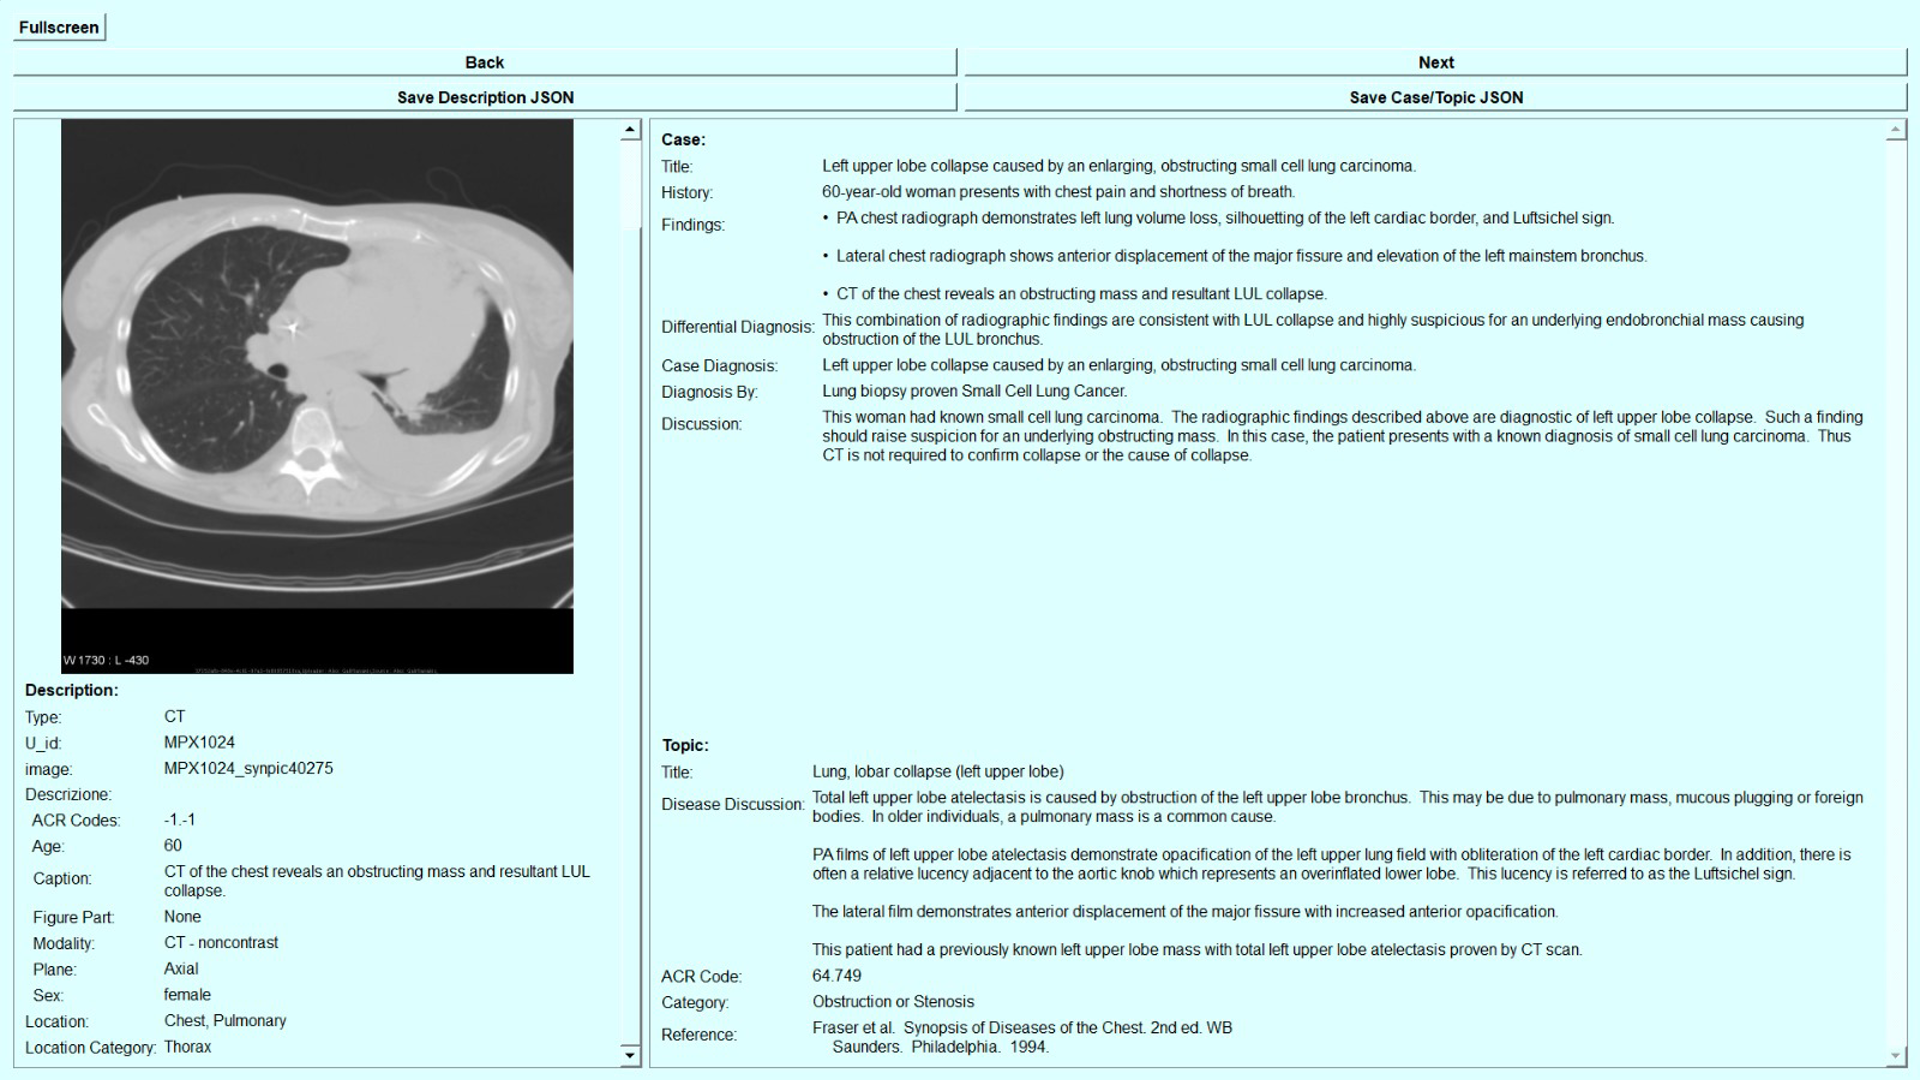 Fullscreen
Back
Next
Save Description JSON
Save Case/Topic JSON
W 1730 : L -430
Description:
Type: CT
U_id: MPX1024
image: MPX1024_synpic40275
Descrizione:
ACR Codes: -1.-1
Age: 60
Caption: CT of the chest reveals an obstructing mass and resultant LUL
collapse.
Figure Part: None
Modality: CT - noncontrast
Plane: Axial
Sex: female
Location: Chest, Pulmonary
Location Category: Thorax
Case:
Title: Left upper lobe collapse caused by an enlarging, obstructing small cell lung carcinoma.
History: 60-year-old woman presents with chest pain and shortness of breath.
Findings: • PA chest radiograph demonstrates left lung volume loss, silhouetting of the left cardiac border, and Luftsichel sign.
• Lateral chest radiograph shows anterior displacement of the major fissure and elevation of the left mainstem bronchus.
• CT of the chest reveals an obstructing mass and resultant LUL collapse.
Differential Diagnosis: This combination of radiographic findings are consistent with LUL collapse and highly suspicious for an underlying endobronchial mass causing
obstruction of the LUL bronchus.
Case Diagnosis: Left upper lobe collapse caused by an enlarging, obstructing small cell lung carcinoma.
Diagnosis By: Lung biopsy proven Small Cell Lung Cancer.
Discussion: This woman had known small cell lung carcinoma. The radiographic findings described above are diagnostic of left upper lobe collapse. Such a finding
should raise suspicion for an underlying obstructing mass. In this case, the patient presents with a known diagnosis of small cell lung carcinoma. Thus
CT is not required to confirm collapse or the cause of collapse.
Topic:
Title: Lung, lobar collapse (left upper lobe)
Disease Discussion: Total left upper lobe atelectasis is caused by obstruction of the left upper lobe bronchus. This may be due to pulmonary mass, mucous plugging or foreign
bodies. In older individuals, a pulmonary mass is a common cause.
PA films of left upper lobe atelectasis demonstrate opacification of the left upper lung field with obliteration of the left cardiac border. In addition, there is
often a relative lucency adjacent to the aortic knob which represents an overinflated lower lobe. This lucency is referred to as the Luftsichel sign.
The lateral film demonstrates anterior displacement of the major fissure with increased anterior opacification.
This patient had a previously known left upper lobe mass with total left upper lobe atelectasis proven by CT scan.
ACR Code: 64.749
Category: Obstruction or Stenosis
Reference: Fraser et al. Synopsis of Diseases of the Chest. 2nd ed. WB
Saunders. Philadelphia. 1994.